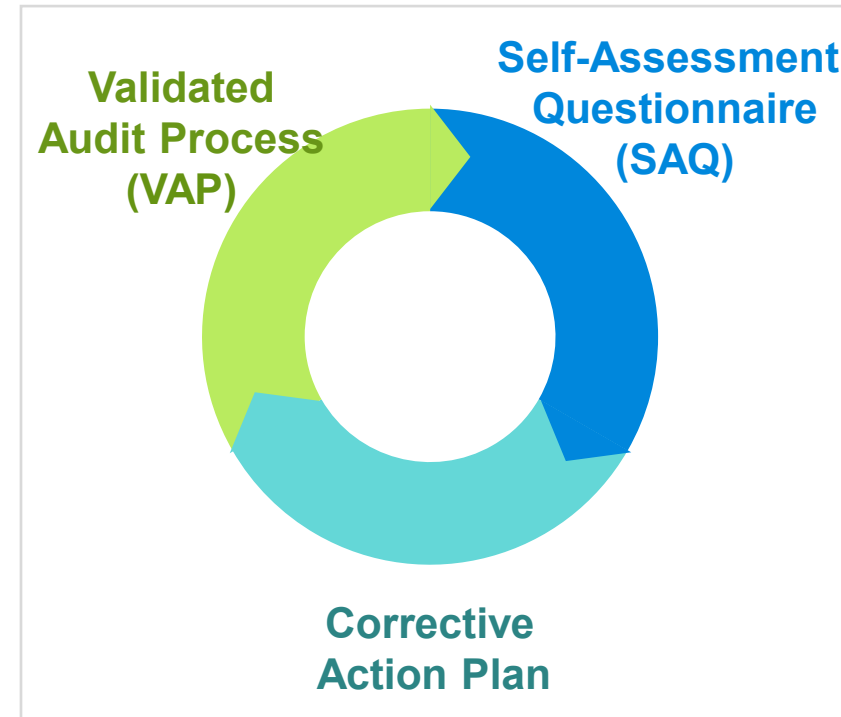 Validated
Audit Process
(VAP)
Self-Assessment
Questionnaire
(SAQ)
Corrective
Action Plan